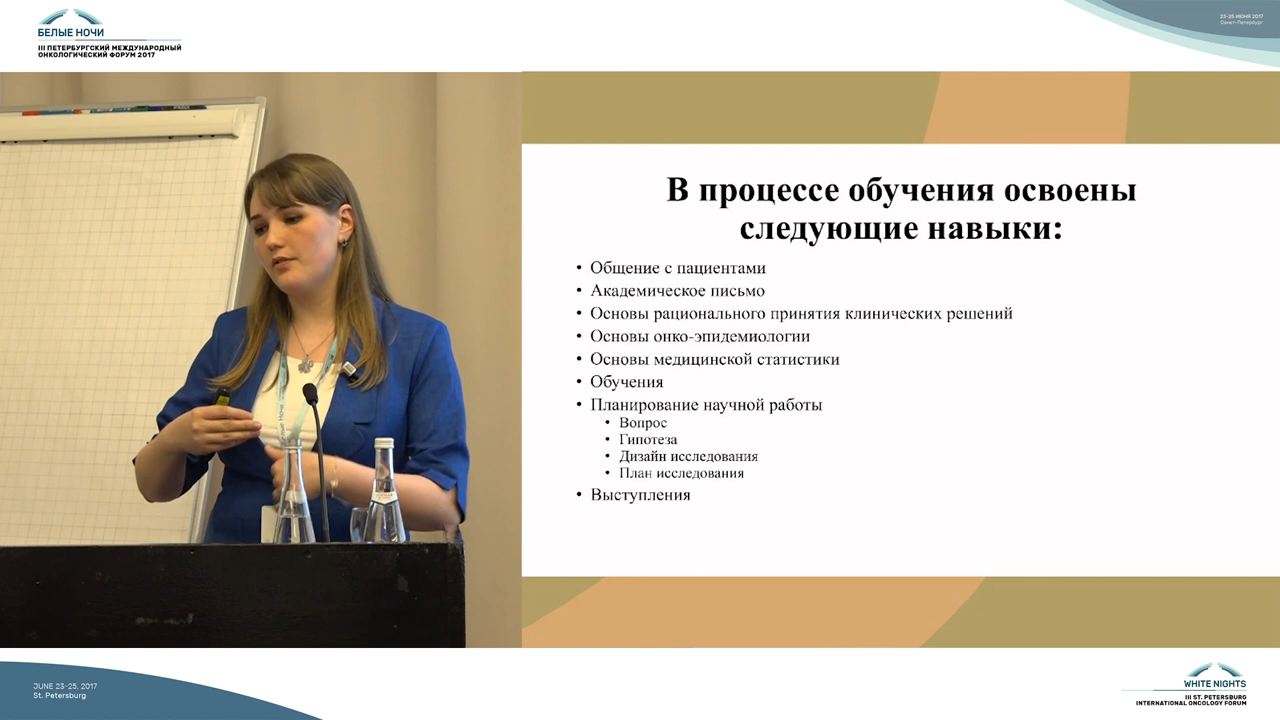 БЕЛЫЕ НОЧИ
III ПЕТЕРБУРГСКИЙ МЕЖДУНАРОДНЫЙ
ОНКОЛОГИЧЕСКИЙ ФОРУМ 2017
23-25 ИЮНЯ 2017
Санкт-Петербург
В процессе обучения освоены
следующие навыки:
• Общение с пациентами
• Академическое письмо
• Основы рационального принятия клинических решений
• Основы онко-эпидемиологии
• Основы медицинской статистики
• Обучения
• Планирование научной работы
• Вопрос
• Гипотеза
• Дизайн исследования
• План исследования
• Выступления
JUNE 23-25, 2017
St. Petersburg
WHITE NIGHTS
III ST. PETERSBURG
INTERNATIONAL ONCOLOGY FORUM